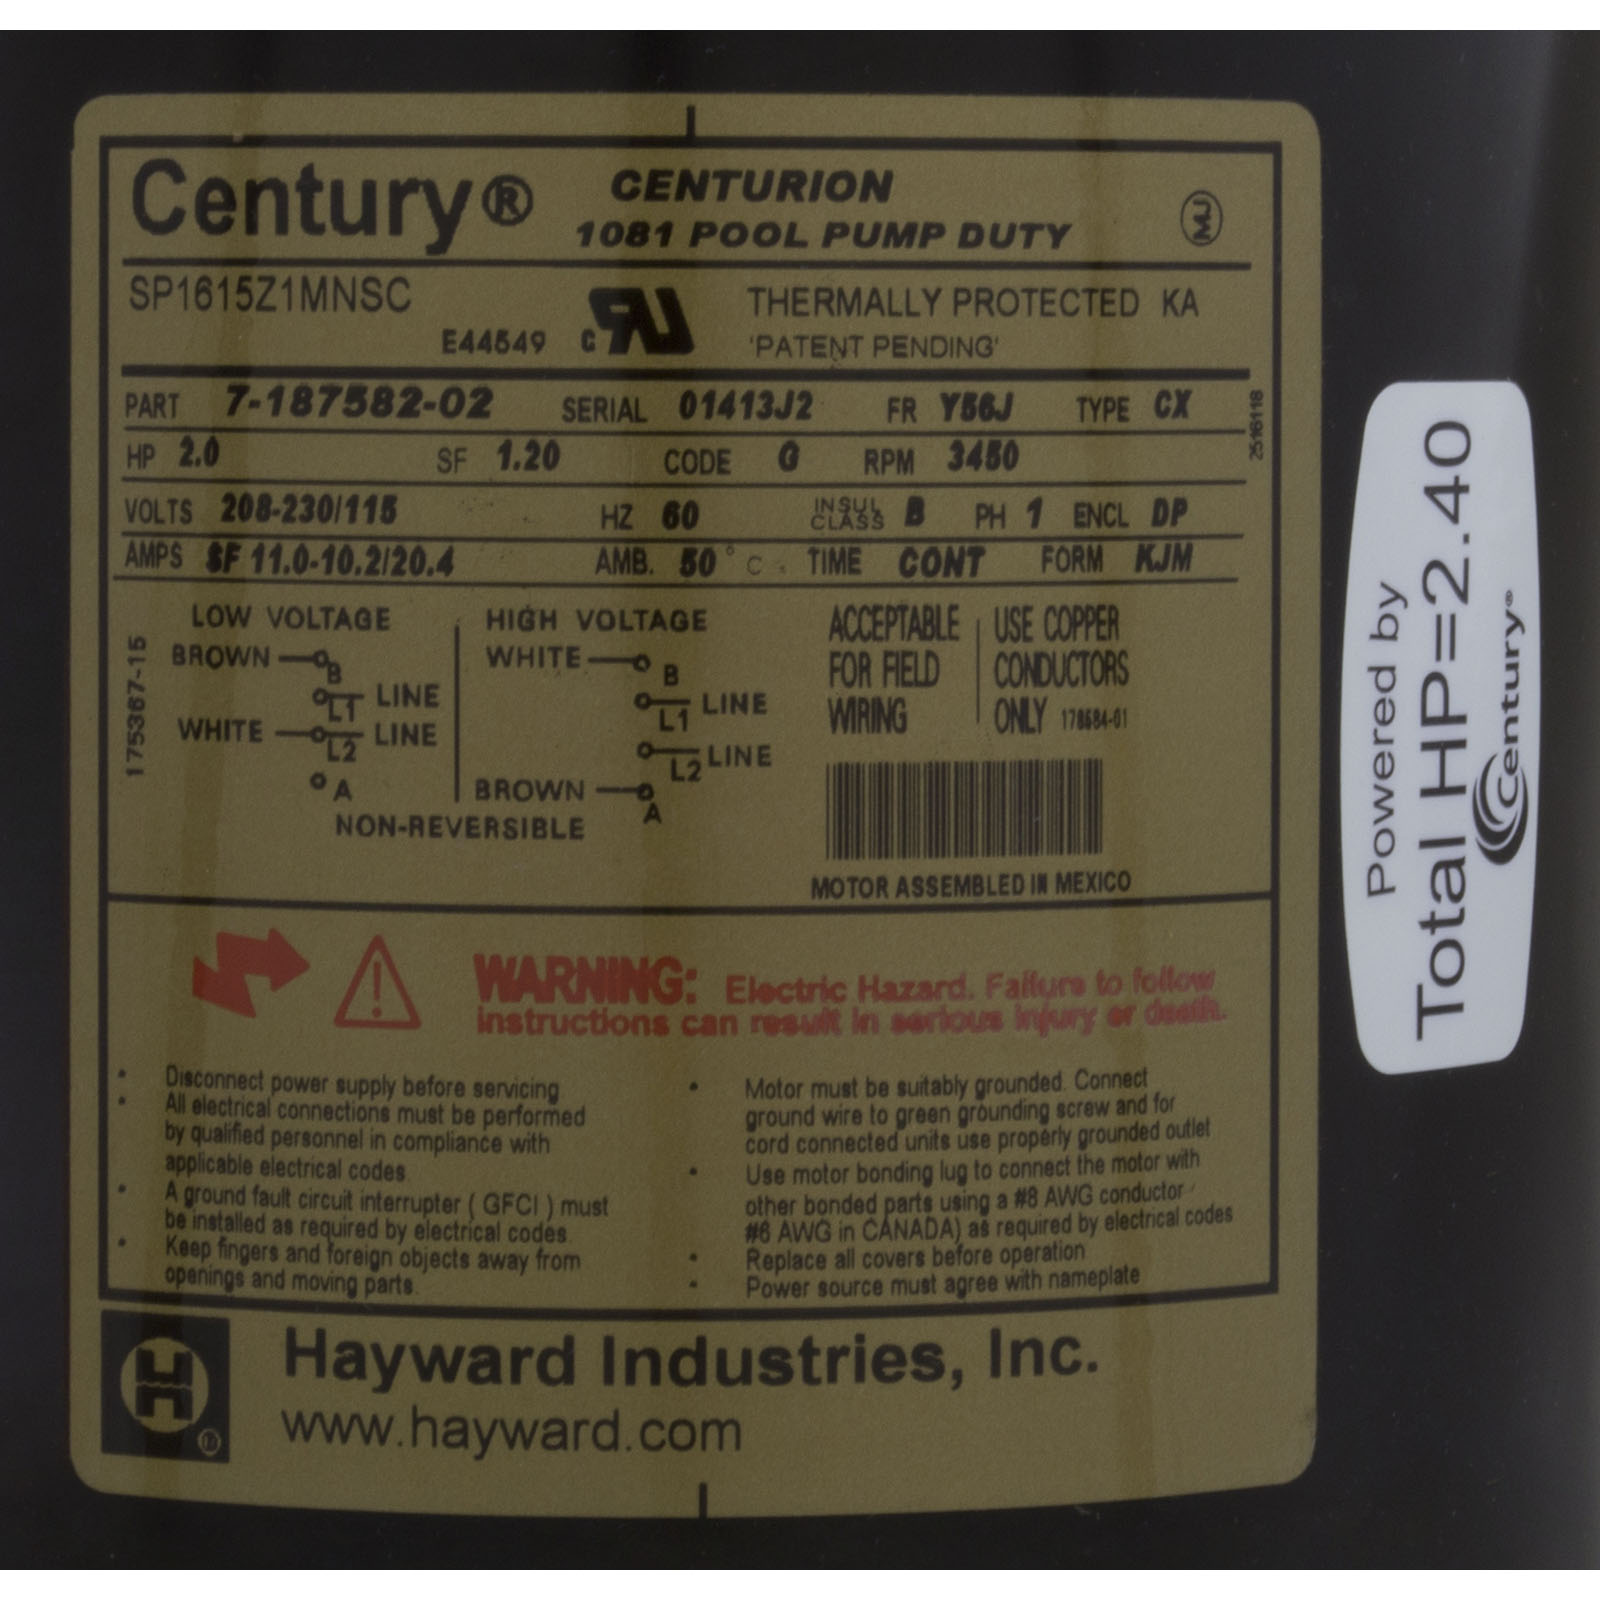 Century®
CENTURION
1081 POOL PUMP DUTY
MJ
SP1615Z1MNSC
E44549
THERMALLY PROTECTED KA
'PATENT PENDING'
PART 7-187582-02 SERIAL 01413J2 FR Y56J TYPE CX
HP 2.0 SF 1.20 CODE G RPM 3450
2516118
VOLTS 208-230/115 HZ 60 INSUL CLASS B PH 1 ENCL DP
AMPS SF 11.0-10.2/20.4 AMB. 50°C. TIME CONT FORM KJM
175367-15
LOW VOLTAGE
BROWN B
L1 LINE
WHITE L2 LINE
A
HIGH VOLTAGE
WHITE B
L1 LINE
L2 LINE
BROWN A
NON-REVERSIBLE
ACCEPTABLE
FOR FIELD
WIRING
USE COPPER
CONDUCTORS
ONLY 178584-01
MOTOR ASSEMBLED IN MEXICO
WARNING: Electric Hazard. Failure to follow
instructions can result in serious injury or death.
• Disconnect power supply before servicing
• All electrical connections must be performed
by qualified personnel in compliance with
applicable electrical codes
• A ground fault circuit interrupter ( GFCI ) must
be installed as required by electrical codes.
• Keep fingers and foreign objects away from
openings and moving parts.
• Motor must be suitably grounded. Connect
ground wire to green grounding screw and for
cord connected units use properly grounded outlet
• Use motor bonding lug to connect the motor with
other bonded parts using a #8 AWG conductor
#6 AWG in CANADA) as required by electrical codes
• Replace all covers before operation
• Power source must agree with nameplate
H
Hayward Industries, Inc.
www.hayward.com
Powered by
Total HP=2.40
Century®